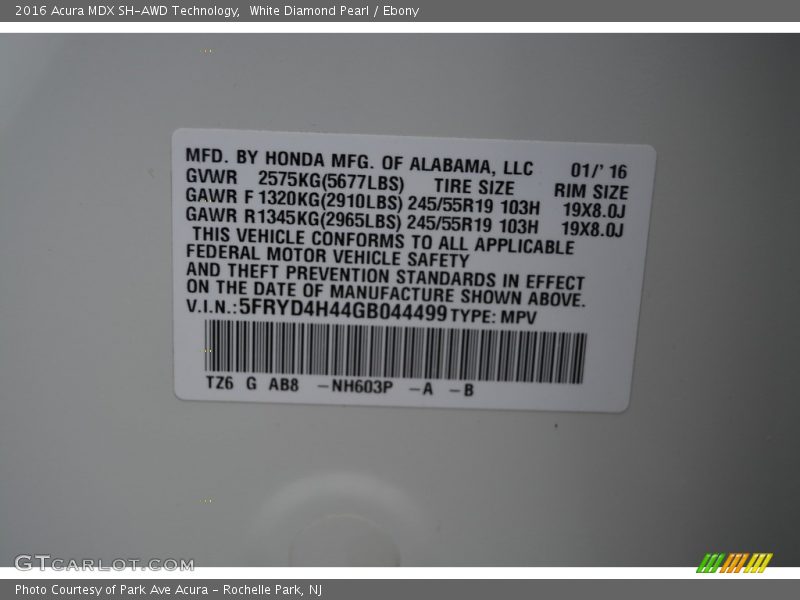 2016 Acura MDX SH-AWD Technology,  White Diamond Pearl / Ebony
MFD. BY HONDA MFG. OF ALABAMA, LLC 01/' 16
GVWR 2575KG(5677LBS) TIRE SIZE RIM SIZE
GAWR F 1320KG(2910LBS) 245/55R19 103H 19X8.0J
GAWR R 1345KG(2965LBS) 245/55R19 103H 19X8.0J
THIS VEHICLE CONFORMS TO ALL APPLICABLE
FEDERAL MOTOR VEHICLE SAFETY
AND THEFT PREVENTION STANDARDS IN EFFECT
ON THE DATE OF MANUFACTURE SHOWN ABOVE.
V.I.N.:5FRYD4H44GB044499 TYPE: MPV
TZ6 G AB8 -NH603P -A -B
GTCARLOT.COM
Photo Courtesy of Park Ave Acura - Rochelle Park, NJ